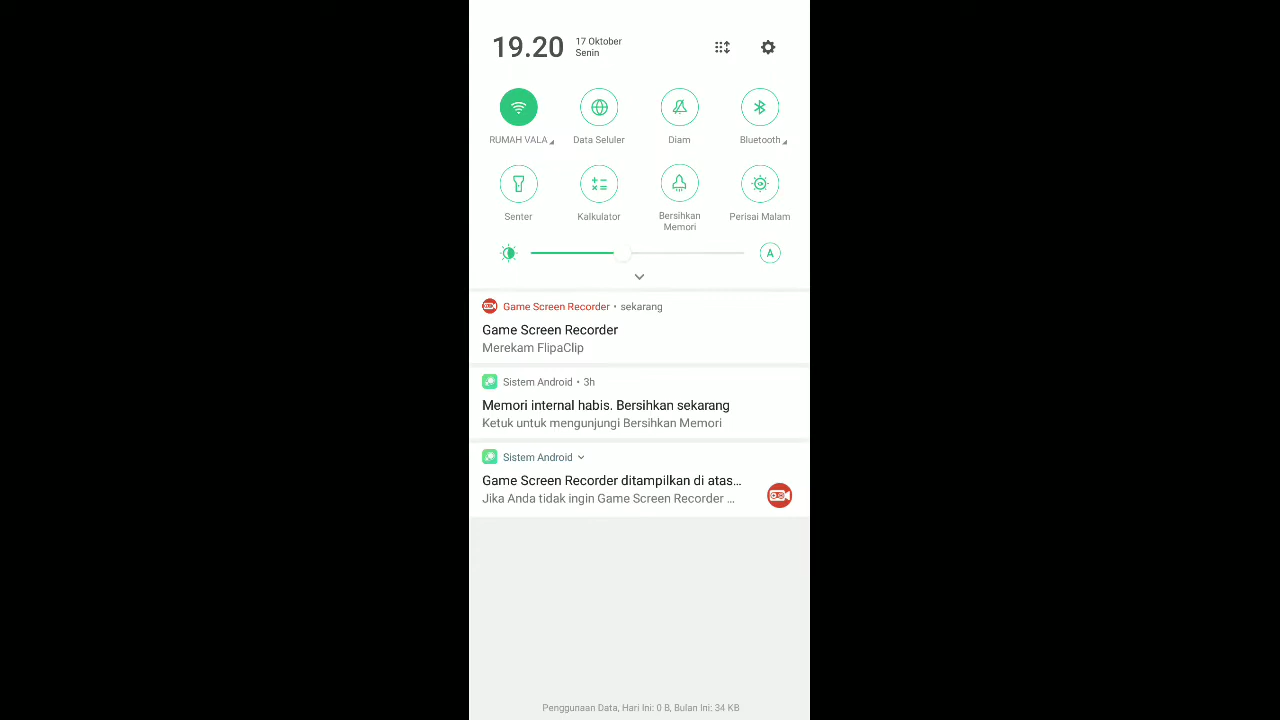 19.20
17 Oktober
Senin
RUMAH VALA
Data Seluler
Diam
Bluetooth
Senter
Kalkulator
Bersihkan
Memori
Perisai Malam
A
Game Screen Recorder • sekarang
Game Screen Recorder
Merekam FlipaClip
Sistem Android • 3h
Memori internal habis. Bersihkan sekarang
Ketuk untuk mengunjungi Bersihkan Memori
Sistem Android
Game Screen Recorder ditampilkan di atas...
Jika Anda tidak ingin Game Screen Recorder ...
Penggunaan Data, Hari Ini: 0 B, Bulan Ini: 34 KB